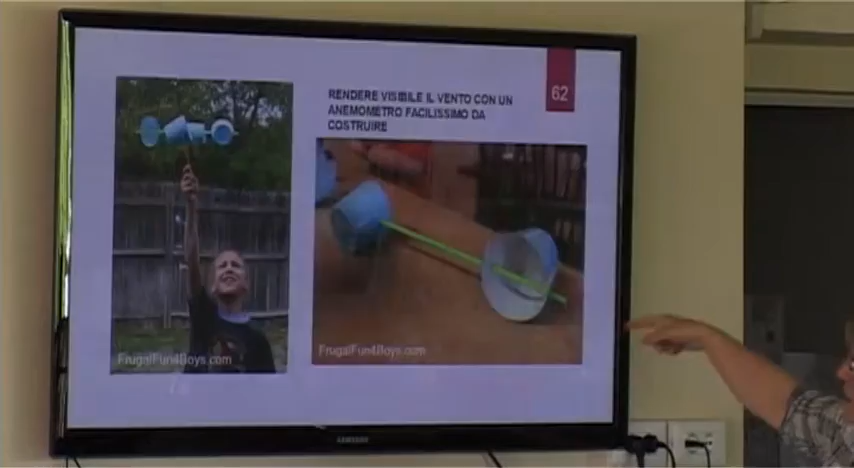 62
RENDERE VISIBILE IL VENTO CON UN
ANEMOMETRO FACILISSIMO DA
COSTRUIRE
FrugalFun4Boys.com
FrugalFun4Boys.com
SAMSUNG